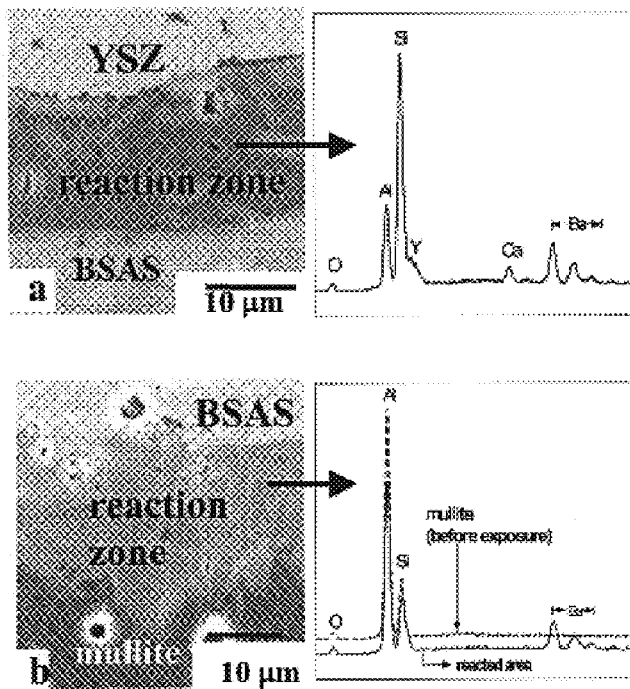 YSZ
reaction zone
BSAS
a
10 µm
Si
Al
Y
O
Ca
Ba
BSAS
reaction
zone
mullite
b
10 µm
Al
mullite
(before exposure)
Si
O
Ba
reacted area